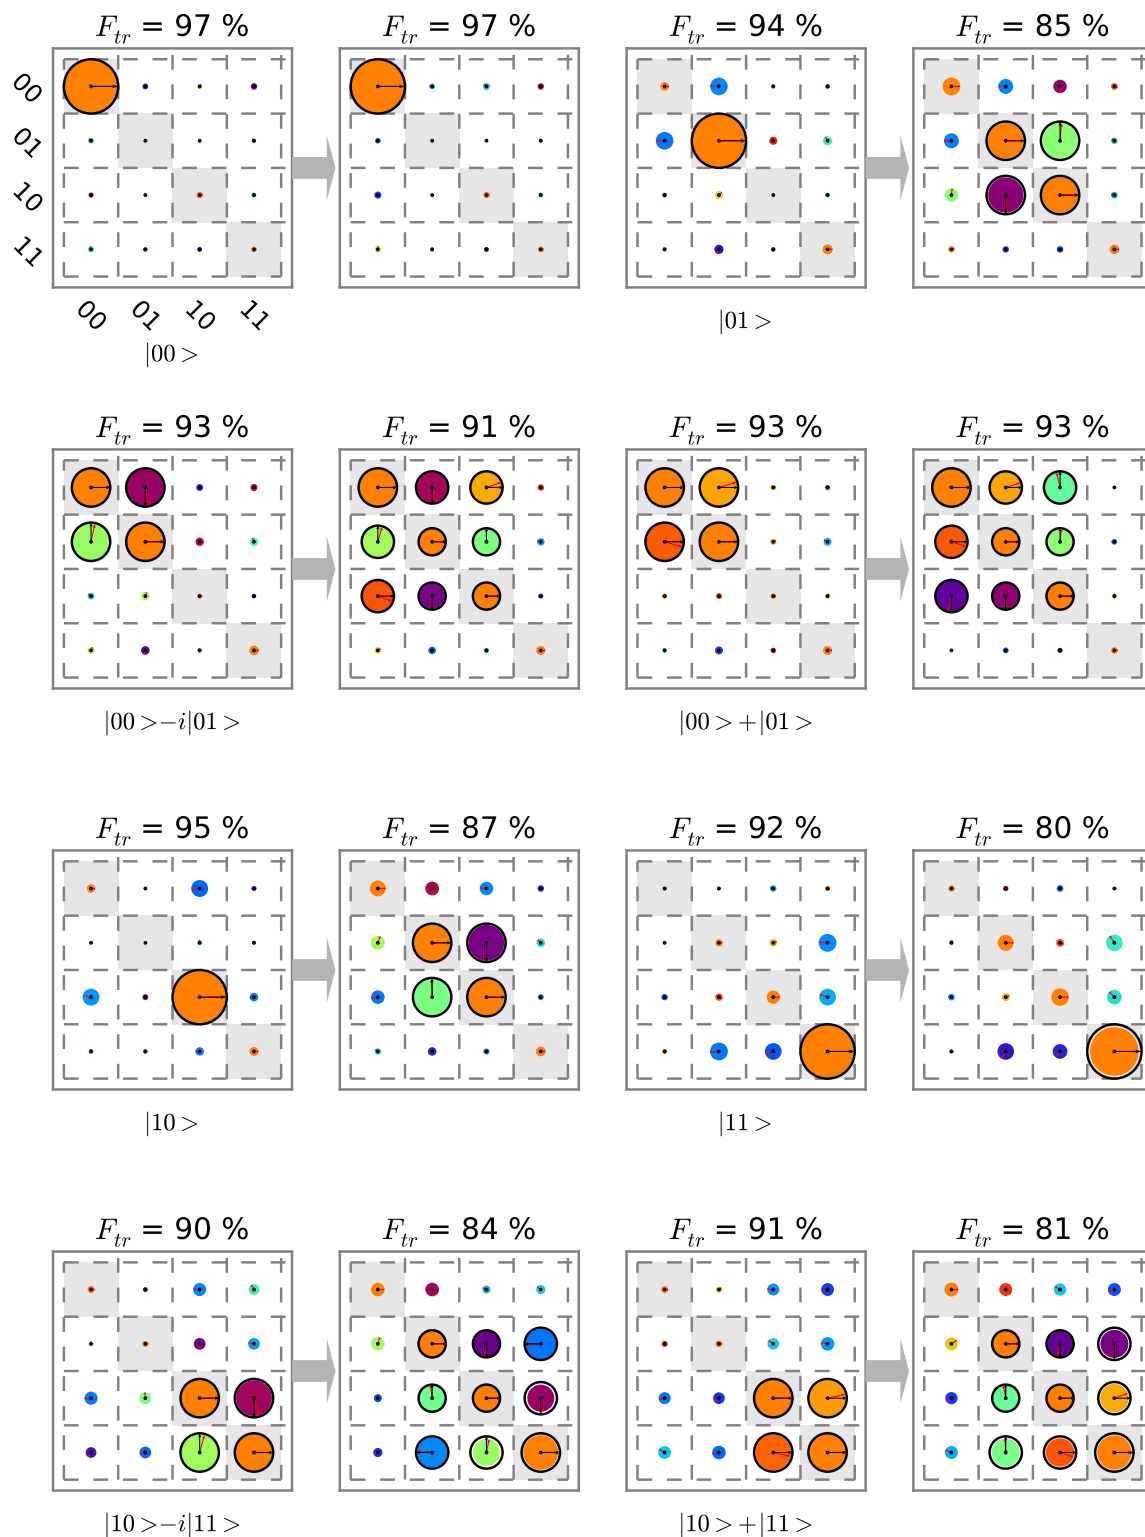 F_tr = 97 % F_tr = 97 % F_tr = 94 % F_tr = 85 %
00
01
10
11
00 01 10 11
|00> |01>
F_tr = 93 % F_tr = 91 % F_tr = 93 % F_tr = 93 %
|00>−i|01> |00>+|01>
F_tr = 95 % F_tr = 87 % F_tr = 92 % F_tr = 80 %
|10> |11>
F_tr = 90 % F_tr = 84 % F_tr = 91 % F_tr = 81 %
|10>−i|11> |10>+|11>